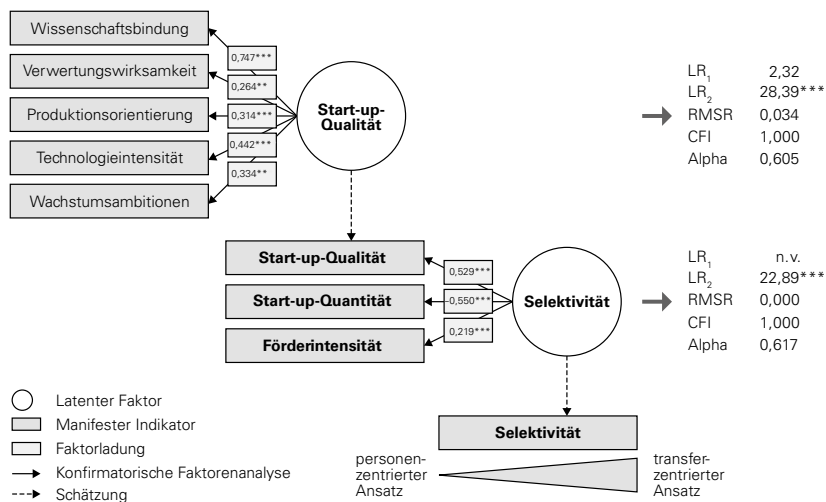 Wissenschaftsbindung
Verwertungswirksamkeit
Produktionsorientierung
Technologieintensität
Wachstumsambitionen
0,747***
0,264**
0,314***
0,442***
0,334**
Start-up-
Qualität
LR1 2,32
LR2 28,39***
RMSR 0,034
CFI 1,000
Alpha 0,605
Start-up-Qualität
Start-up-Quantität
Förderintensität
0,529***
-0,550***
0,219***
Selektivität
LR1 n.v.
LR2 22,89***
RMSR 0,000
CFI 1,000
Alpha 0,617
Selektivität
personen-
zentrierter
Ansatz
transfer-
zentrierter
Ansatz
Latenter Faktor
Manifester Indikator
Faktorladung
Konfirmatorische Faktorenanalyse
Schätzung